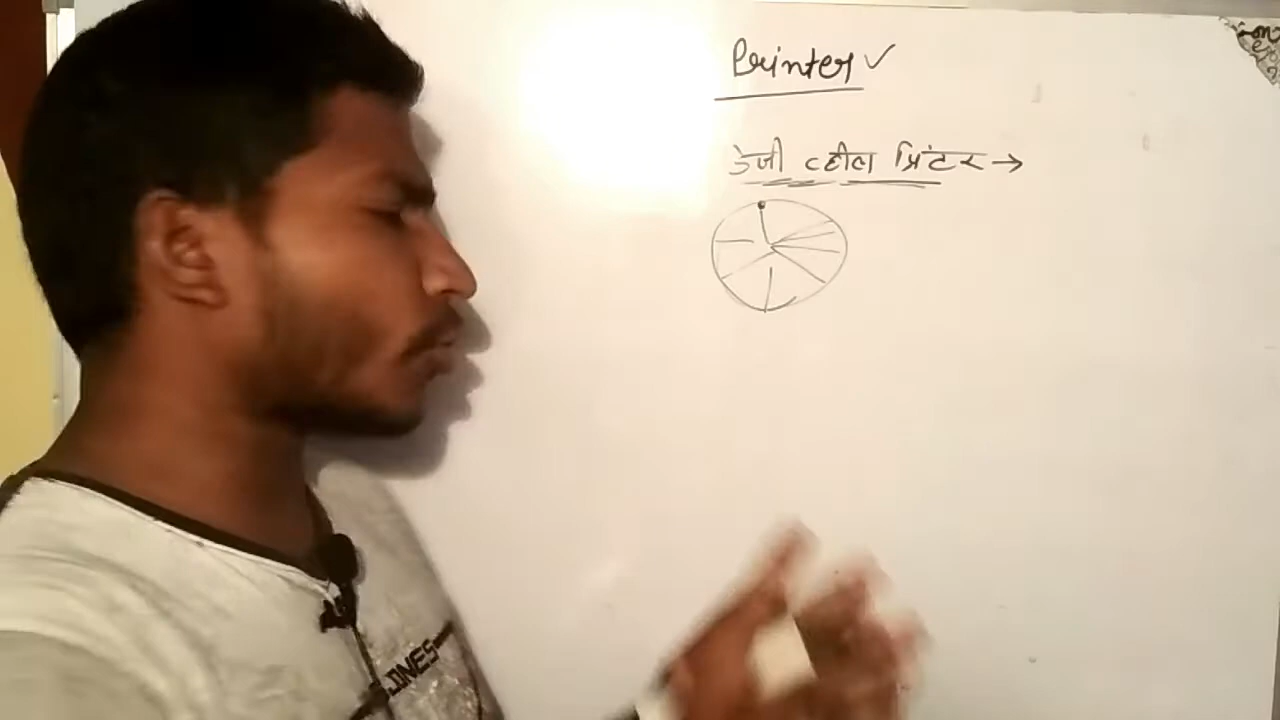 Printer ✓
डेजी व्हील प्रिंटर →